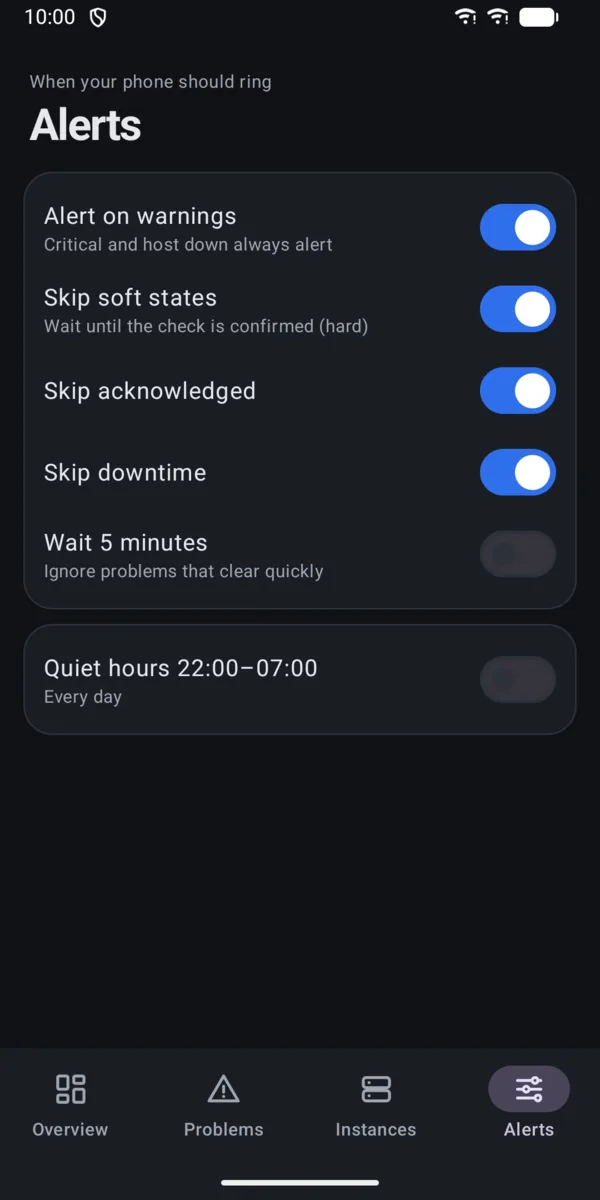 10:00
When your phone should ring
Alerts
Alert on warnings
Critical and host down always alert
Skip soft states
Wait until the check is confirmed (hard)
Skip acknowledged
Skip downtime
Wait 5 minutes
Ignore problems that clear quickly
Quiet hours 22:00–07:00
Every day
Overview
Problems
Instances
Alerts